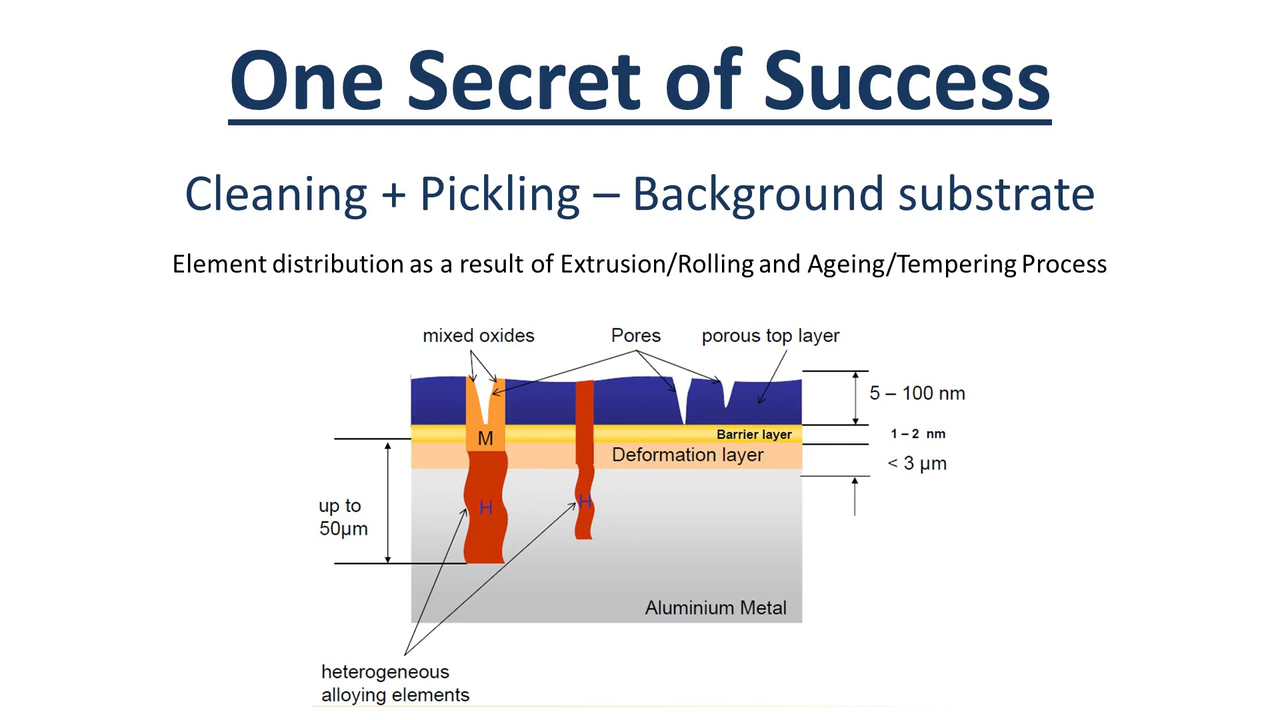 One Secret of Success
Cleaning + Pickling – Background substrate
Element distribution as a result of Extrusion/Rolling and Ageing/Tempering Process
mixed oxides
Pores
porous top layer
5 – 100 nm
M
Barrier layer
1 – 2 nm
Deformation layer
< 3 µm
up to
50µm
H
H
Aluminium Metal
heterogeneous
alloying elements